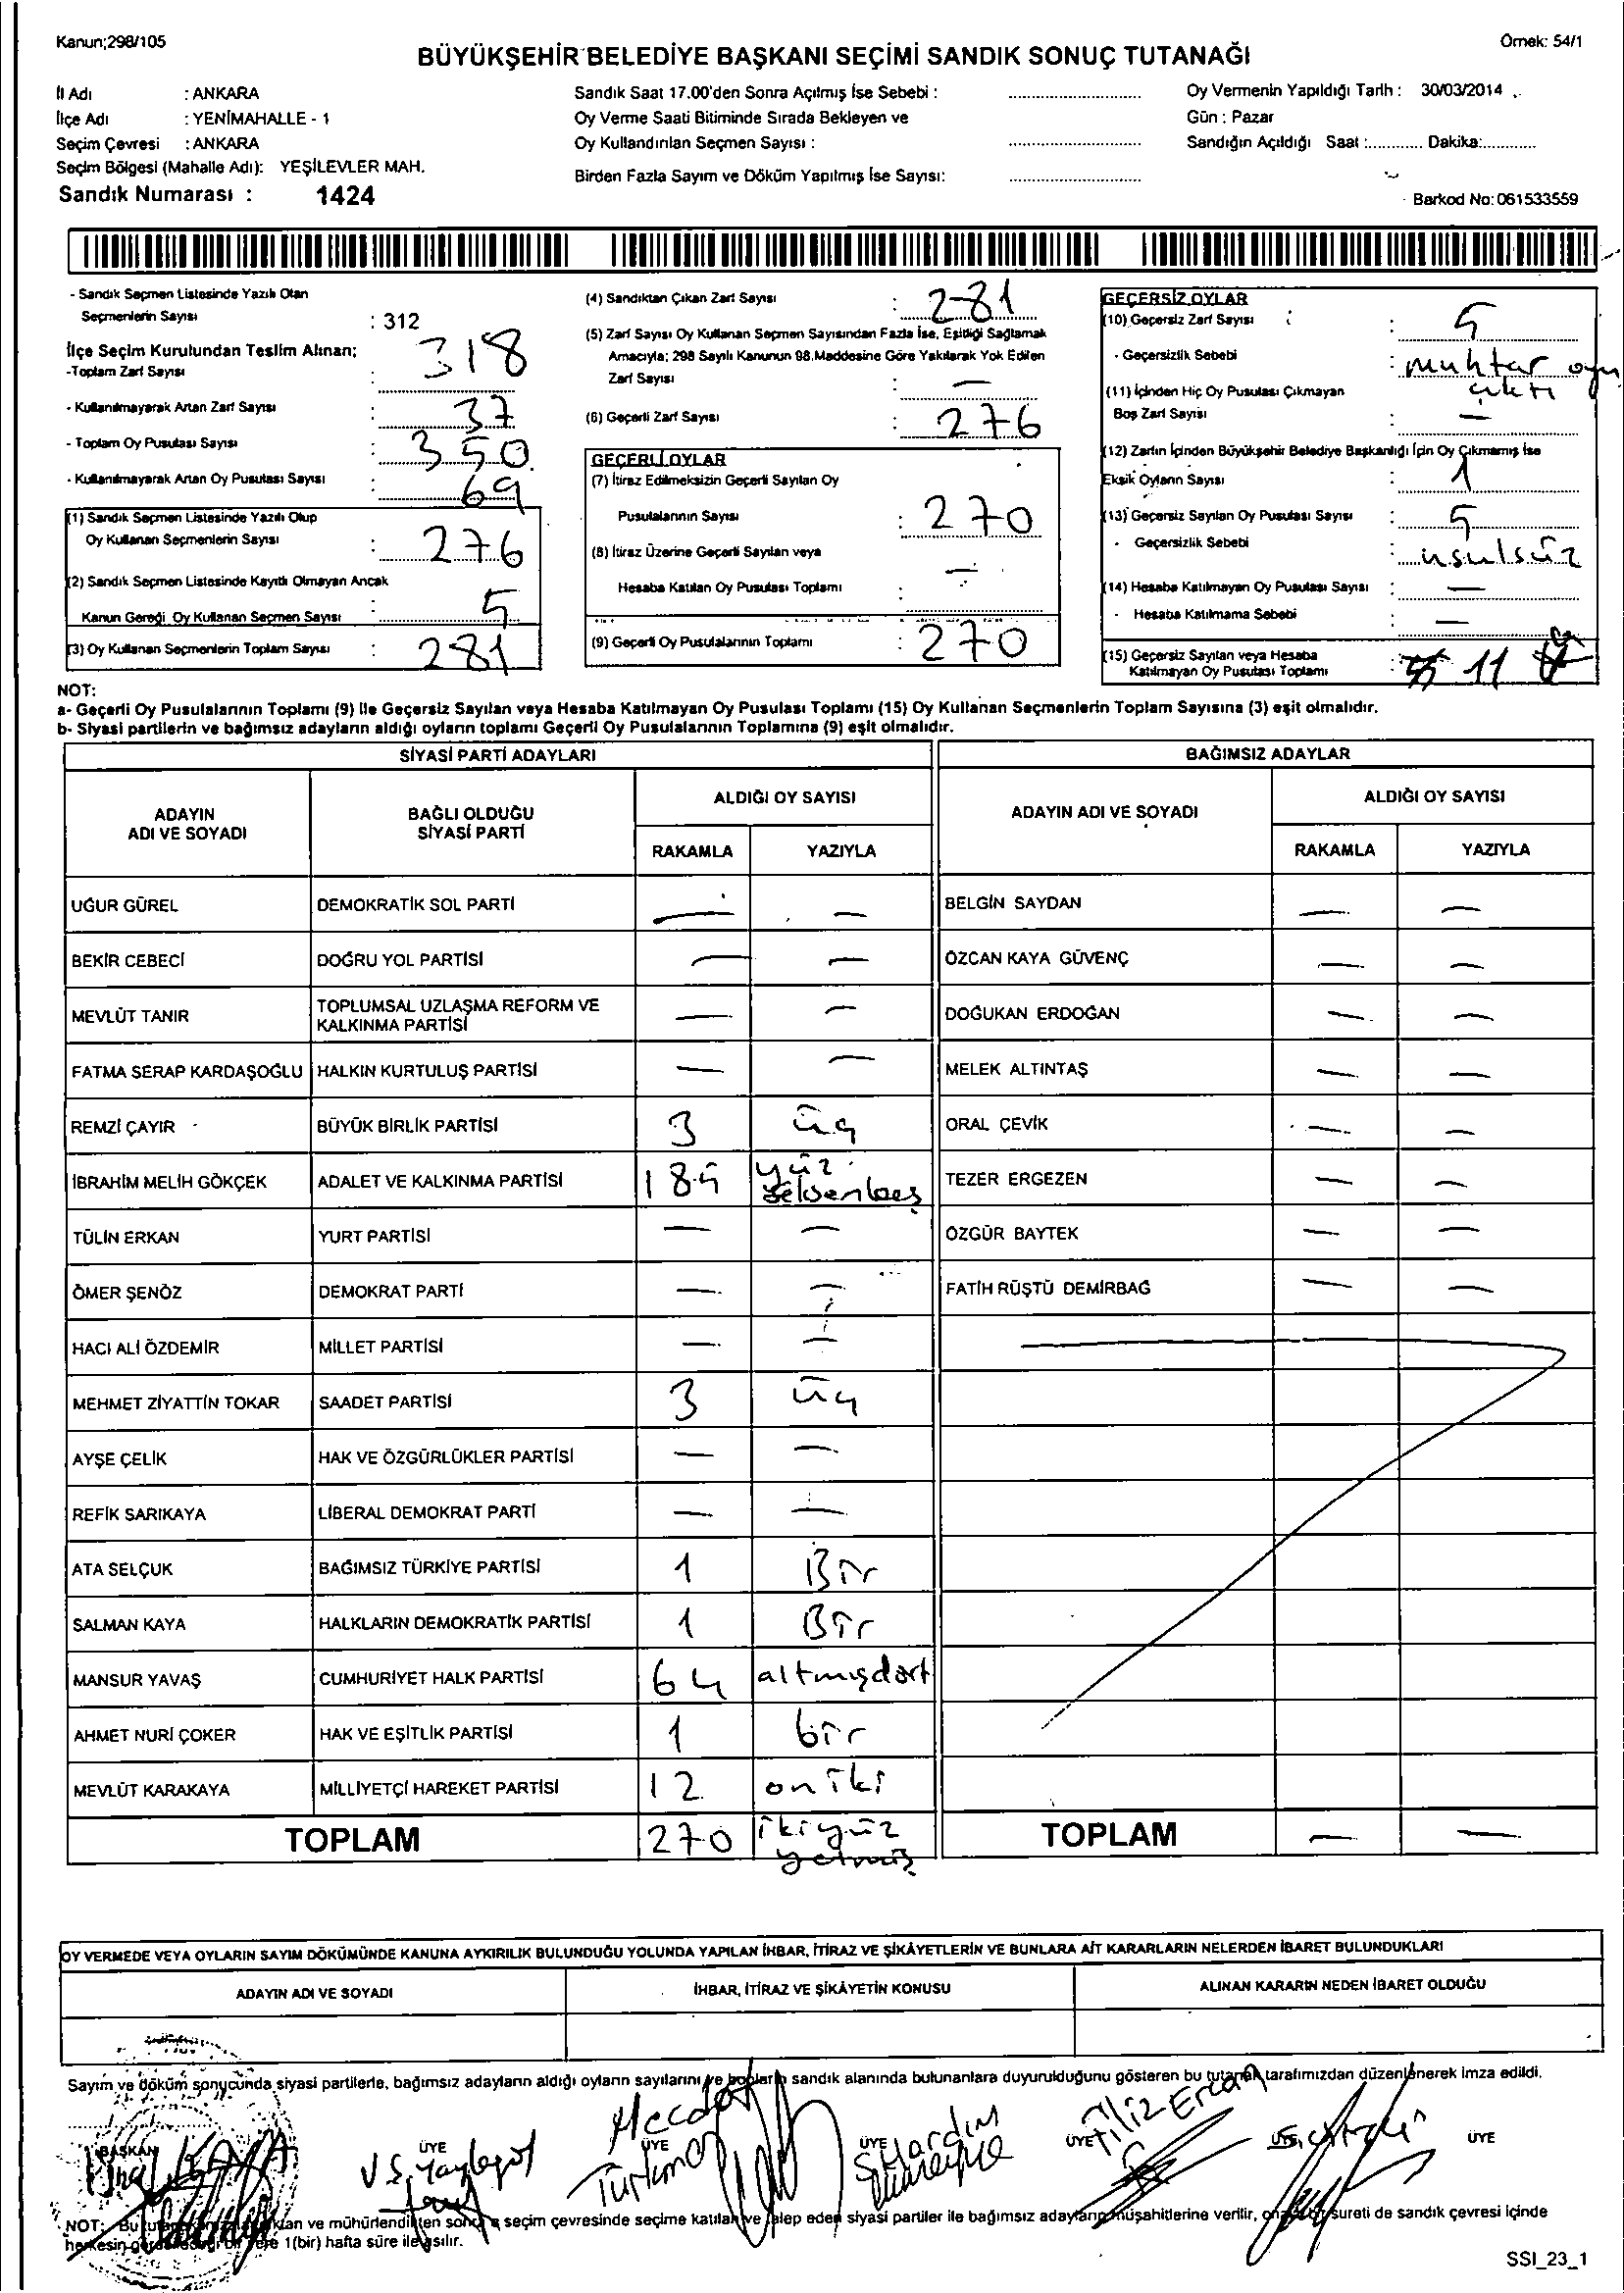 Kanun;298/105
Örnek: 54/1
BÜYÜKŞEHİR BELEDİYE BAŞKANI SEÇİMİ SANDIK SONUÇ TUTANAĞI
İl Adı : ANKARA
İlçe Adı : YENİMAHALLE - 1
Seçim Çevresi : ANKARA
Seçim Bölgesi (Mahalle Adı): YEŞİLEVLER MAH.
Sandık Numarası : 1424
Sandık Saat 17.00'den Sonra Açılmış İse Sebebi :
Oy Verme Saati Bitiminde Sırada Bekleyen ve
Oy Kullandırılan Seçmen Sayısı :
Birden Fazla Sayım ve Döküm Yapılmış İse Sayısı:
Oy Vermenin Yapıldığı Tarih : 30/03/2014
Gün : Pazar
Sandığın Açıldığı Saat :............ Dakika:............
Barkod No: 061533559
- Sandık Seçmen Listesinde Yazılı Olan
Seçmenlerin Sayısı : 312
İlçe Seçim Kurulundan Teslim Alınan;
-Toplam Zarf Sayısı : 318
- Kullanılmayarak Artan Zarf Sayısı : 37
- Toplam Oy Pusulası Sayısı : 350
- Kullanılmayarak Artan Oy Pusulası Sayısı : 69
(1) Sandık Seçmen Listesinde Yazılı Olup
Oy Kullanan Seçmenlerin Sayısı : 276
(2) Sandık Seçmen Listesinde Kayıtlı Olmayan Ancak
Kanun Gereği Oy Kullanan Seçmen Sayısı : 5
(3) Oy Kullanan Seçmenlerin Toplam Sayısı : 281
(4) Sandıktan Çıkan Zarf Sayısı : 281
(5) Zarf Sayısı Oy Kullanan Seçmen Sayısından Fazla İse, Eşitliği Sağlamak
Amacıyla; 298 Sayılı Kanunun 98.Maddesine Göre Yakılarak Yok Edilen
Zarf Sayısı : —
(6) Geçerli Zarf Sayısı : 276
GEÇERLİ OYLAR
(7) İtiraz Edilmeksizin Geçerli Sayılan Oy
Pusulalarının Sayısı : 270
(8) İtiraz Üzerine Geçerli Sayılan veya
Hesaba Katılan Oy Pusulası Toplamı : —
(9) Geçerli Oy Pusulalarının Toplamı : 270
GEÇERSİZ OYLAR
(10) Geçersiz Zarf Sayısı : 5
- Geçersizlik Sebebi : muhtar oyu
çıktı
(11) İçinden Hiç Oy Pusulası Çıkmayan
Boş Zarf Sayısı : —
(12) Zarfın İçinden Büyükşehir Belediye Başkanlığı İçin Oy Çıkmamış İse
Eksik Oyların Sayısı : 1
(13) Geçersiz Sayılan Oy Pusulası Sayısı : 5
- Geçersizlik Sebebi : usulsüz
(14) Hesaba Katılmayan Oy Pusulası Sayısı : —
- Hesaba Katılmama Sebebi : —
(15) Geçersiz Sayılan veya Hesaba
Katılmayan Oy Pusulası Toplamı : 11
NOT:
a- Geçerli Oy Pusulalarının Toplamı (9) ile Geçersiz Sayılan veya Hesaba Katılmayan Oy Pusulası Toplamı (15) Oy Kullanan Seçmenlerin Toplam Sayısına (3) eşit olmalıdır.
b- Siyasi partilerin ve bağımsız adayların aldığı oyların toplamı Geçerli Oy Pusulalarının Toplamına (9) eşit olmalıdır.
SİYASİ PARTİ ADAYLARI
ADAYIN
ADI VE SOYADI
BAĞLI OLDUĞU
SİYASİ PARTİ
ALDIĞI OY SAYISI
RAKAMLA YAZIYLA
UĞUR GÜREL DEMOKRATİK SOL PARTİ — —
BEKİR CEBECİ DOĞRU YOL PARTİSİ — —
MEVLÜT TANIR TOPLUMSAL UZLAŞMA REFORM VE
KALKINMA PARTİSİ — —
FATMA SERAP KARDAŞOĞLU HALKIN KURTULUŞ PARTİSİ — —
REMZİ ÇAYIR BÜYÜK BİRLİK PARTİSİ 3 üç
İBRAHİM MELİH GÖKÇEK ADALET VE KALKINMA PARTİSİ 185 yüz
seksenbeş
TÜLİN ERKAN YURT PARTİSİ — —
ÖMER ŞENÖZ DEMOKRAT PARTİ — —
HACI ALİ ÖZDEMİR MİLLET PARTİSİ — —
MEHMET ZİYATTİN TOKAR SAADET PARTİSİ 3 üç
AYŞE ÇELİK HAK VE ÖZGÜRLÜKLER PARTİSİ — —
REFİK SARIKAYA LİBERAL DEMOKRAT PARTİ — —
ATA SELÇUK BAĞIMSIZ TÜRKİYE PARTİSİ 1 Bir
SALMAN KAYA HALKLARIN DEMOKRATİK PARTİSİ 1 Bir
MANSUR YAVAŞ CUMHURİYET HALK PARTİSİ 64 altmışdört
AHMET NURİ ÇOKER HAK VE EŞİTLİK PARTİSİ 1 bir
MEVLÜT KARAKAYA MİLLİYETÇİ HAREKET PARTİSİ 12 oniki
TOPLAM 270 ikiyüz
yetmiş
BAĞIMSIZ ADAYLAR
ADAYIN ADI VE SOYADI
ALDIĞI OY SAYISI
RAKAMLA YAZIYLA
BELGİN SAYDAN — —
ÖZCAN KAYA GÜVENÇ — —
DOĞUKAN ERDOĞAN — —
MELEK ALTINTAŞ — —
ORAL ÇEVİK — —
TEZER ERGEZEN — —
ÖZGÜR BAYTEK — —
FATİH RÜŞTÜ DEMİRBAĞ — —
TOPLAM — —
OY VERMEDE VEYA OYLARIN SAYIM DÖKÜMÜNDE KANUNA AYKIRILIK BULUNDUĞU YOLUNDA YAPILAN İHBAR, İTİRAZ VE ŞİKÂYETLERİN VE BUNLARA AİT KARARLARIN NELERDEN İBARET BULUNDUKLARI
ADAYIN ADI VE SOYADI
İHBAR, İTİRAZ VE ŞİKÂYETİN KONUSU
ALINAN KARARIN NEDEN İBARET OLDUĞU
Sayım ve döküm sonucunda siyasi partilerle, bağımsız adayların aldığı oyların sayılarını ve sandık alanında bulunanlara duyurulduğunu gösteren bu tutanak tarafımızdan düzenlenerek imza edildi.
BAŞKAN ÜYE ÜYE ÜYE ÜYE ÜYE ÜYE
Filiz Ercan
NOT: Bu ve mühürlendikten sonra seçim çevresinde seçime katılan ve talep eden siyasi partiler ile bağımsız adayların müşahitlerine verilir, sureti de sandık çevresi içinde
herkesin bir yere 1(bir) hafta süre ile asılır.
SSI_23_1